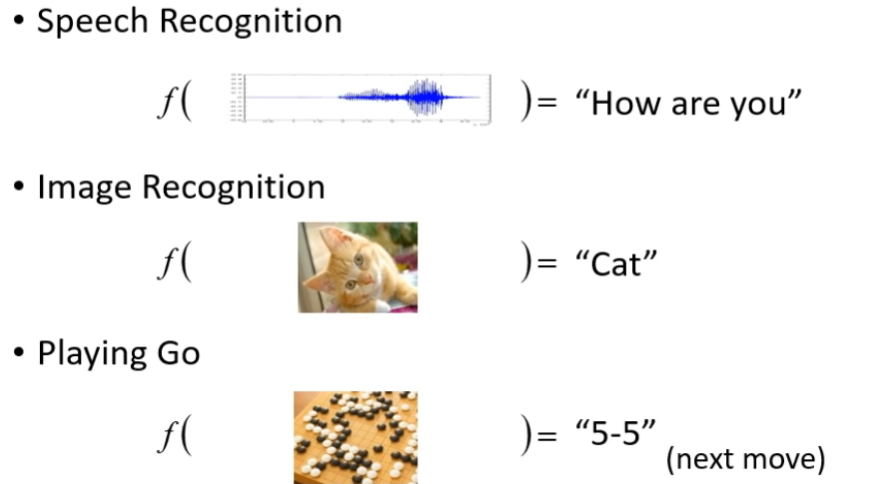 • Speech Recognition
f( )= “How are you”
• Image Recognition
f( )= “Cat”
• Playing Go
f( )= “5-5”
(next move)